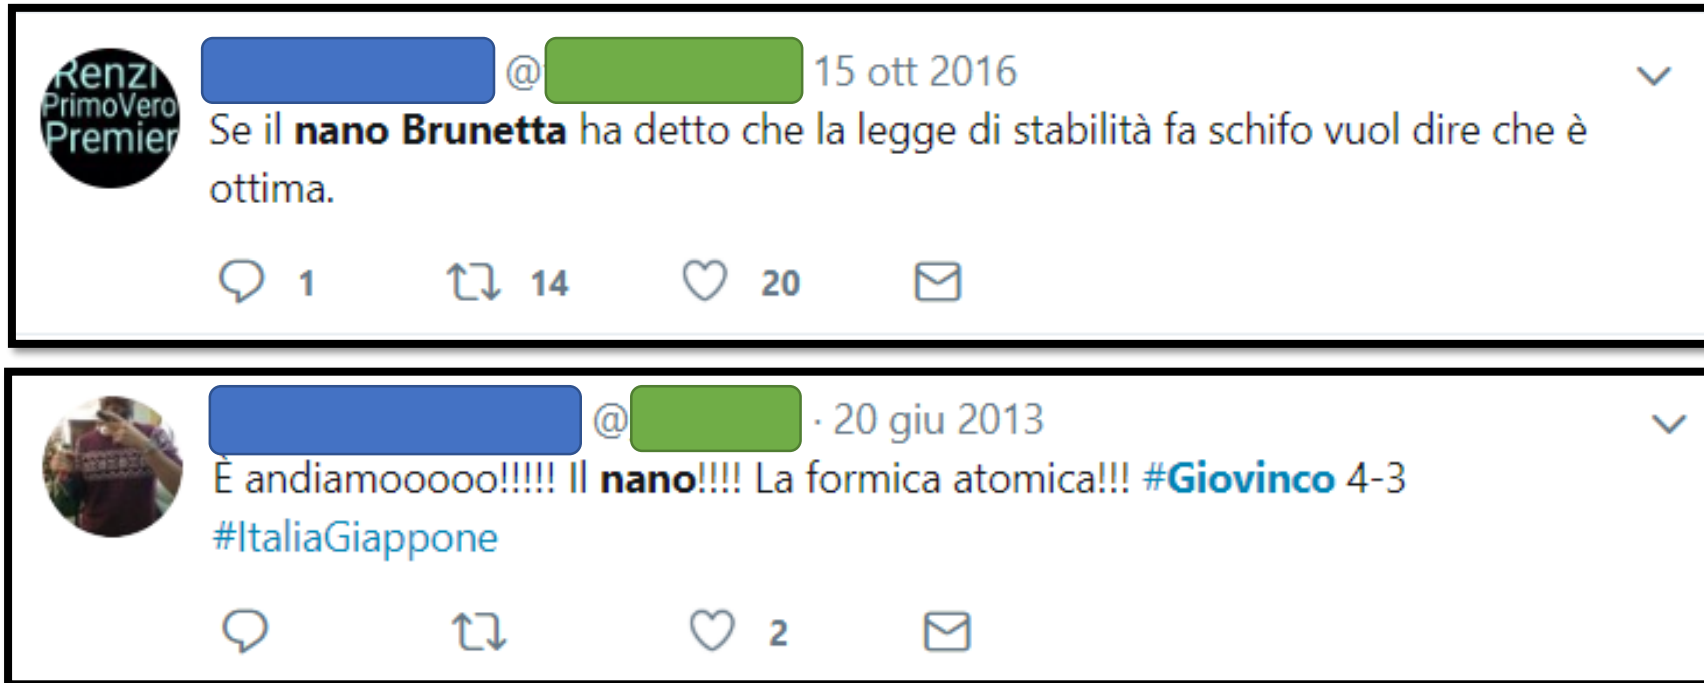 Renzi
PrimoVero
Premier
@ 15 ott 2016
Se il nano Brunetta ha detto che la legge di stabilità fa schifo vuol dire che è
ottima.
1 14 20
@ · 20 giu 2013
È andiamooooo!!!!! Il nano!!!! La formica atomica!!! #Giovinco 4-3
#ItaliaGiappone
2